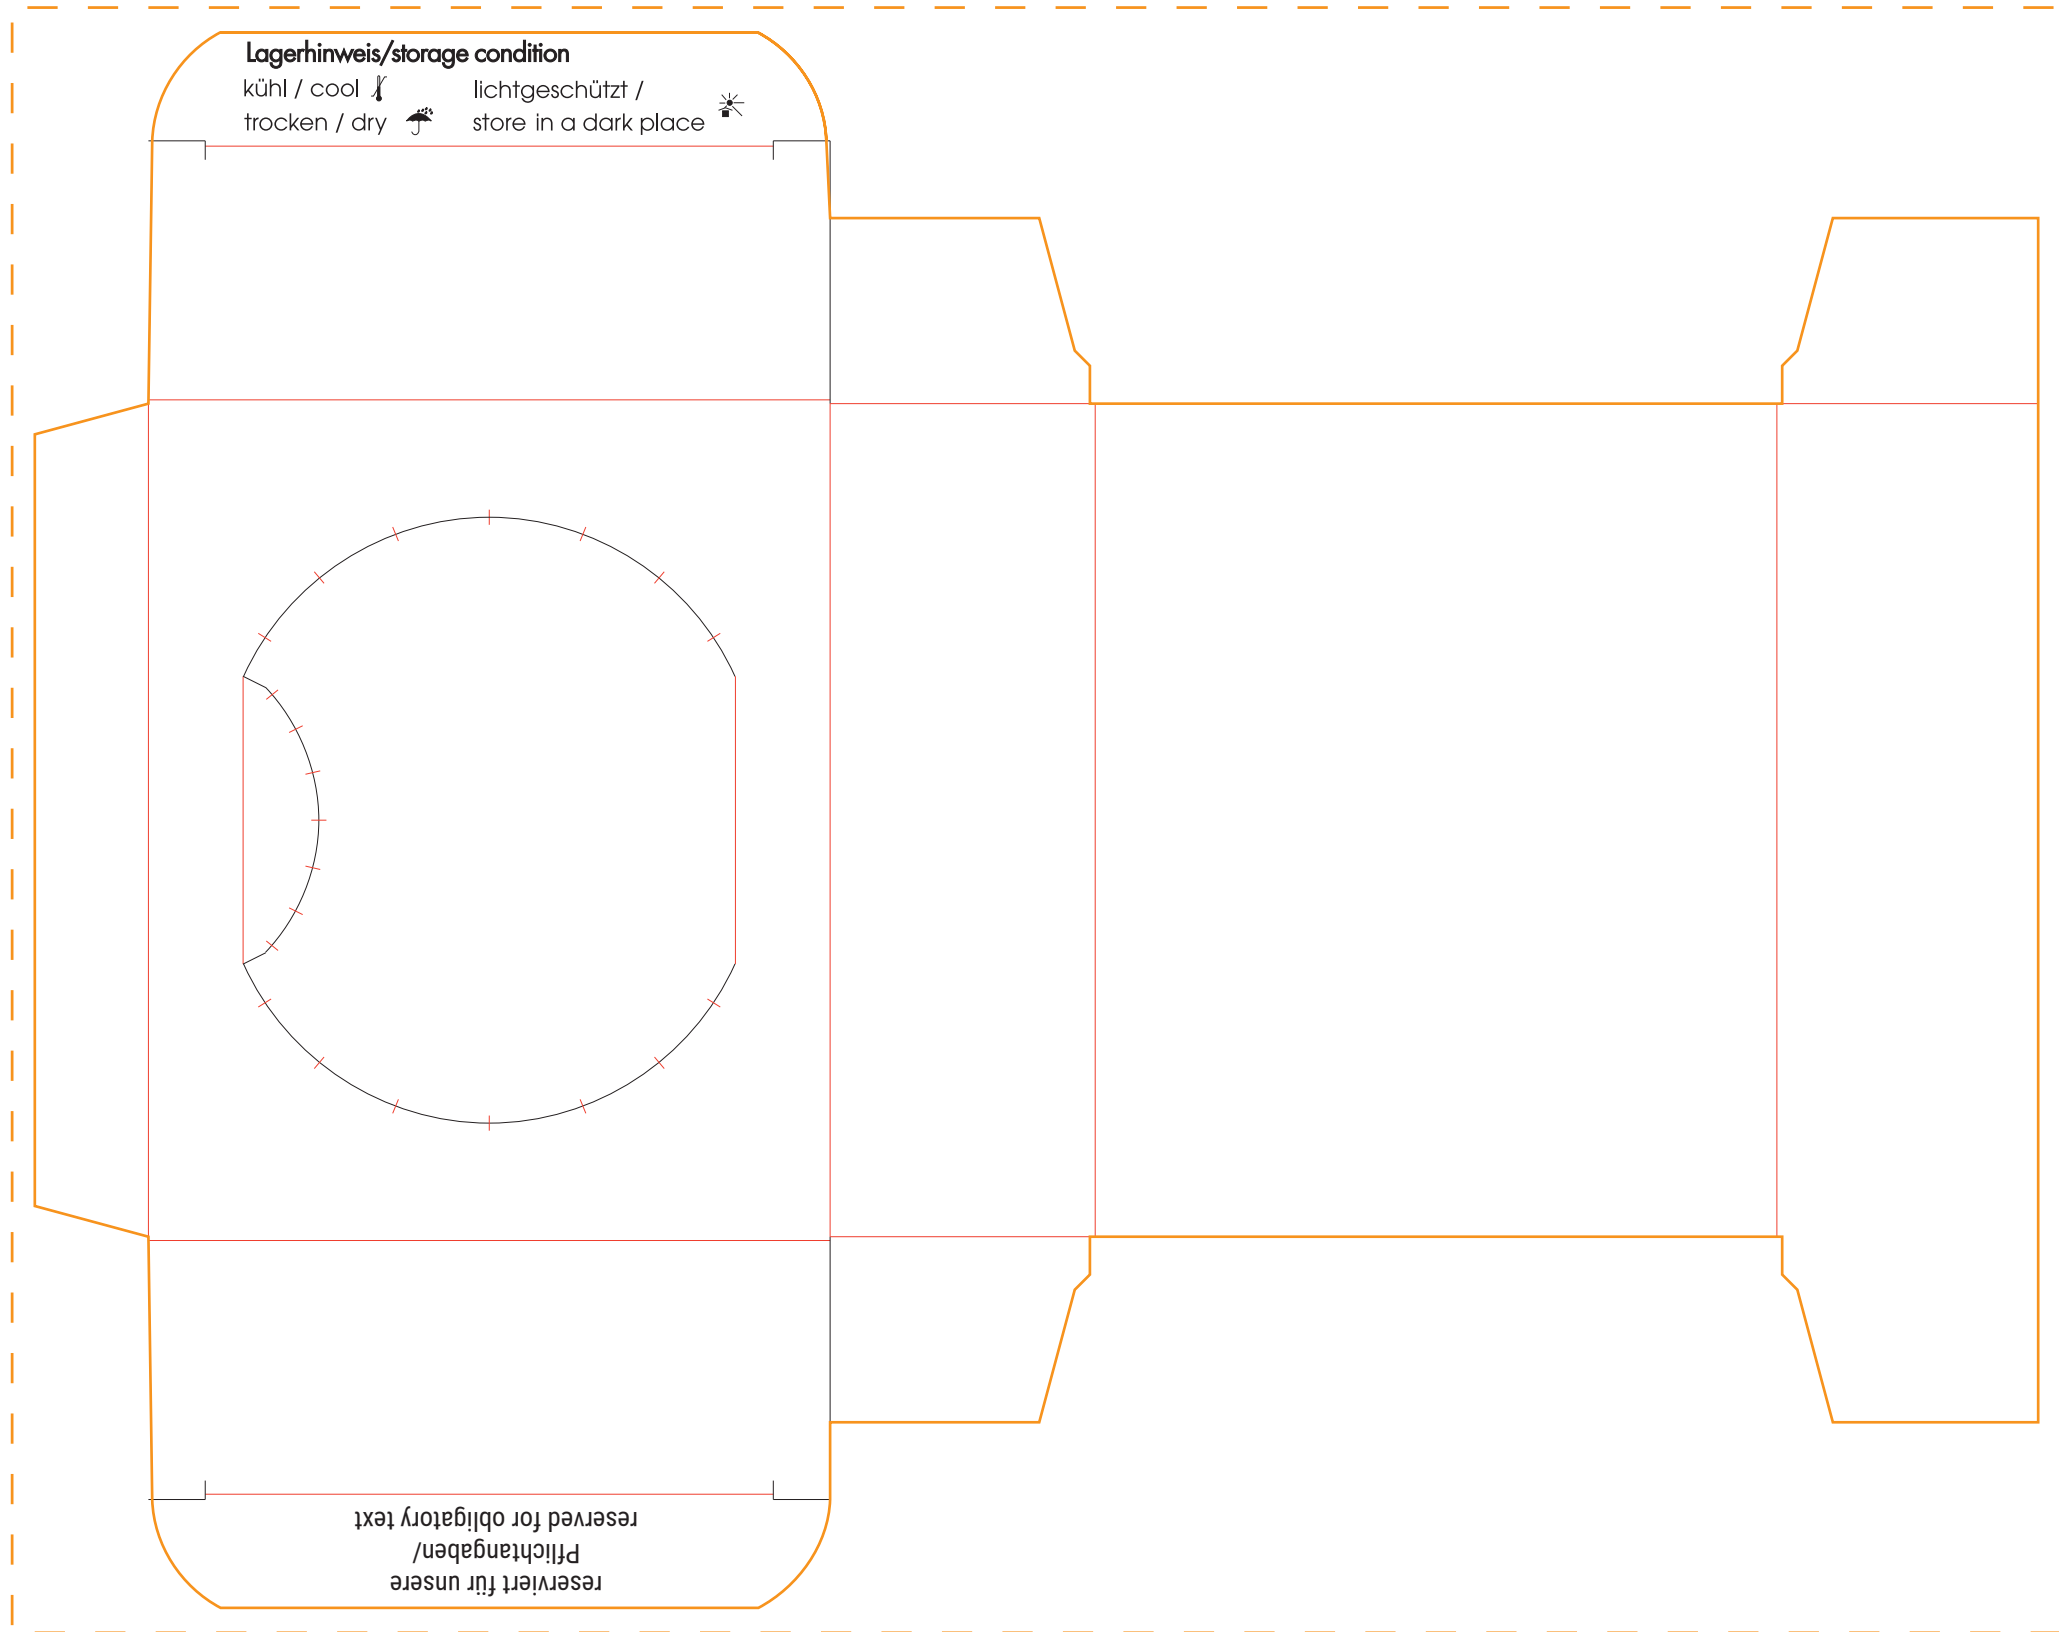 Lagerhinweis/storage condition
kühl / cool
trocken / dry
lichtgeschützt /
store in a dark place
reserviert für unsere
Pflichtangaben/
reserved for obligatory text